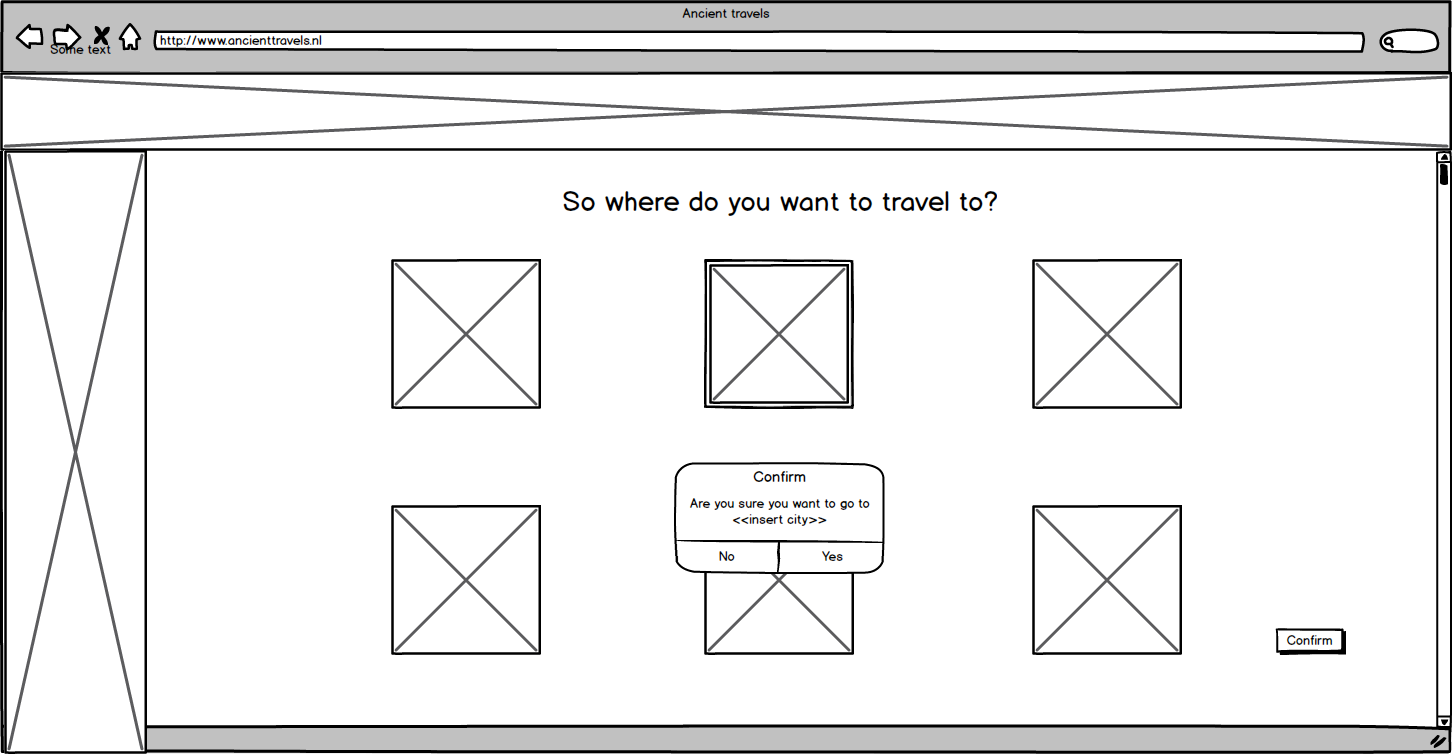 Ancient travels
http://www.ancienttravels.nl
Some text
So where do you want to travel to?
Confirm
Are you sure you want to go to
<<insert city>>
No
Yes
Confirm